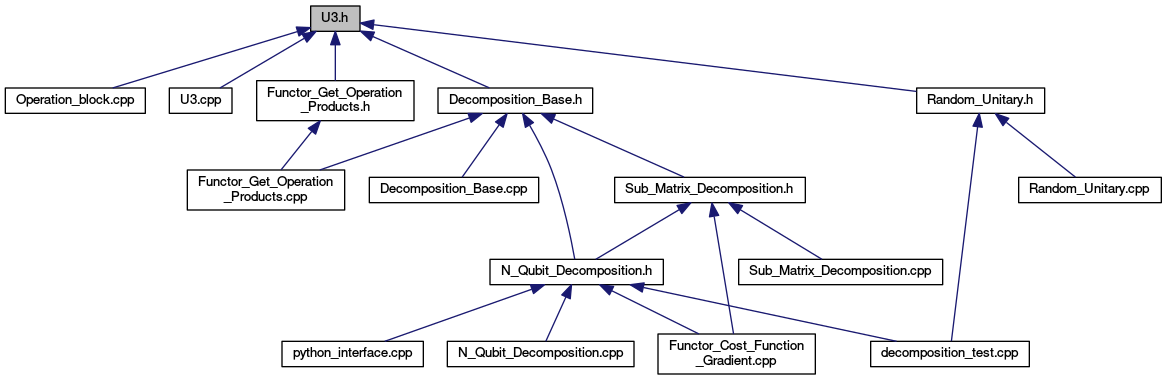 U3.h
Operation_block.cpp
U3.cpp
Functor_Get_Operation
_Products.h
Decomposition_Base.h
Random_Unitary.h
Functor_Get_Operation
_Products.cpp
Decomposition_Base.cpp
Sub_Matrix_Decomposition.h
Random_Unitary.cpp
N_Qubit_Decomposition.h
Sub_Matrix_Decomposition.cpp
python_interface.cpp
N_Qubit_Decomposition.cpp
Functor_Cost_Function
_Gradient.cpp
decomposition_test.cpp